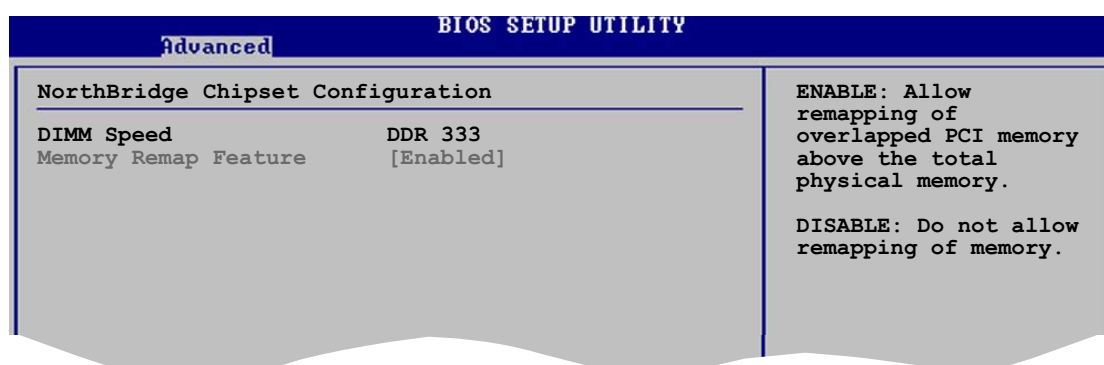 BIOS SETUP UTILITY
Advanced
NorthBridge Chipset Configuration
DIMM Speed DDR 333
Memory Remap Feature [Enabled]
ENABLE: Allow
remapping of
overlapped PCI memory
above the total
physical memory.
DISABLE: Do not allow
remapping of memory.